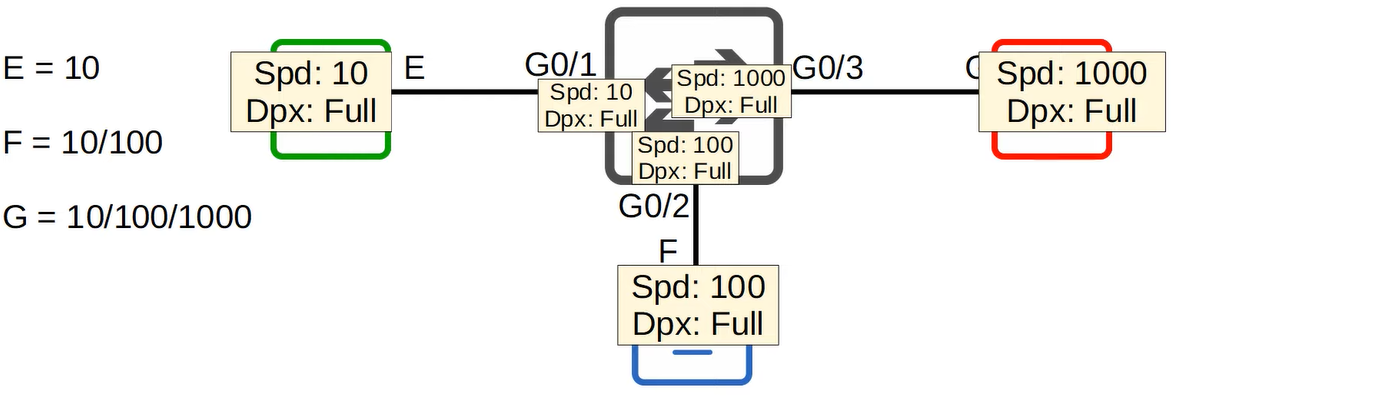 E = 10
F = 10/100
G = 10/100/1000
Spd: 10
Dpx: Full
E
G0/1
Spd: 10
Dpx: Full
Spd: 1000
Dpx: Full
G0/3
Spd: 1000
Dpx: Full
Spd: 100
Dpx: Full
G0/2
F
Spd: 100
Dpx: Full